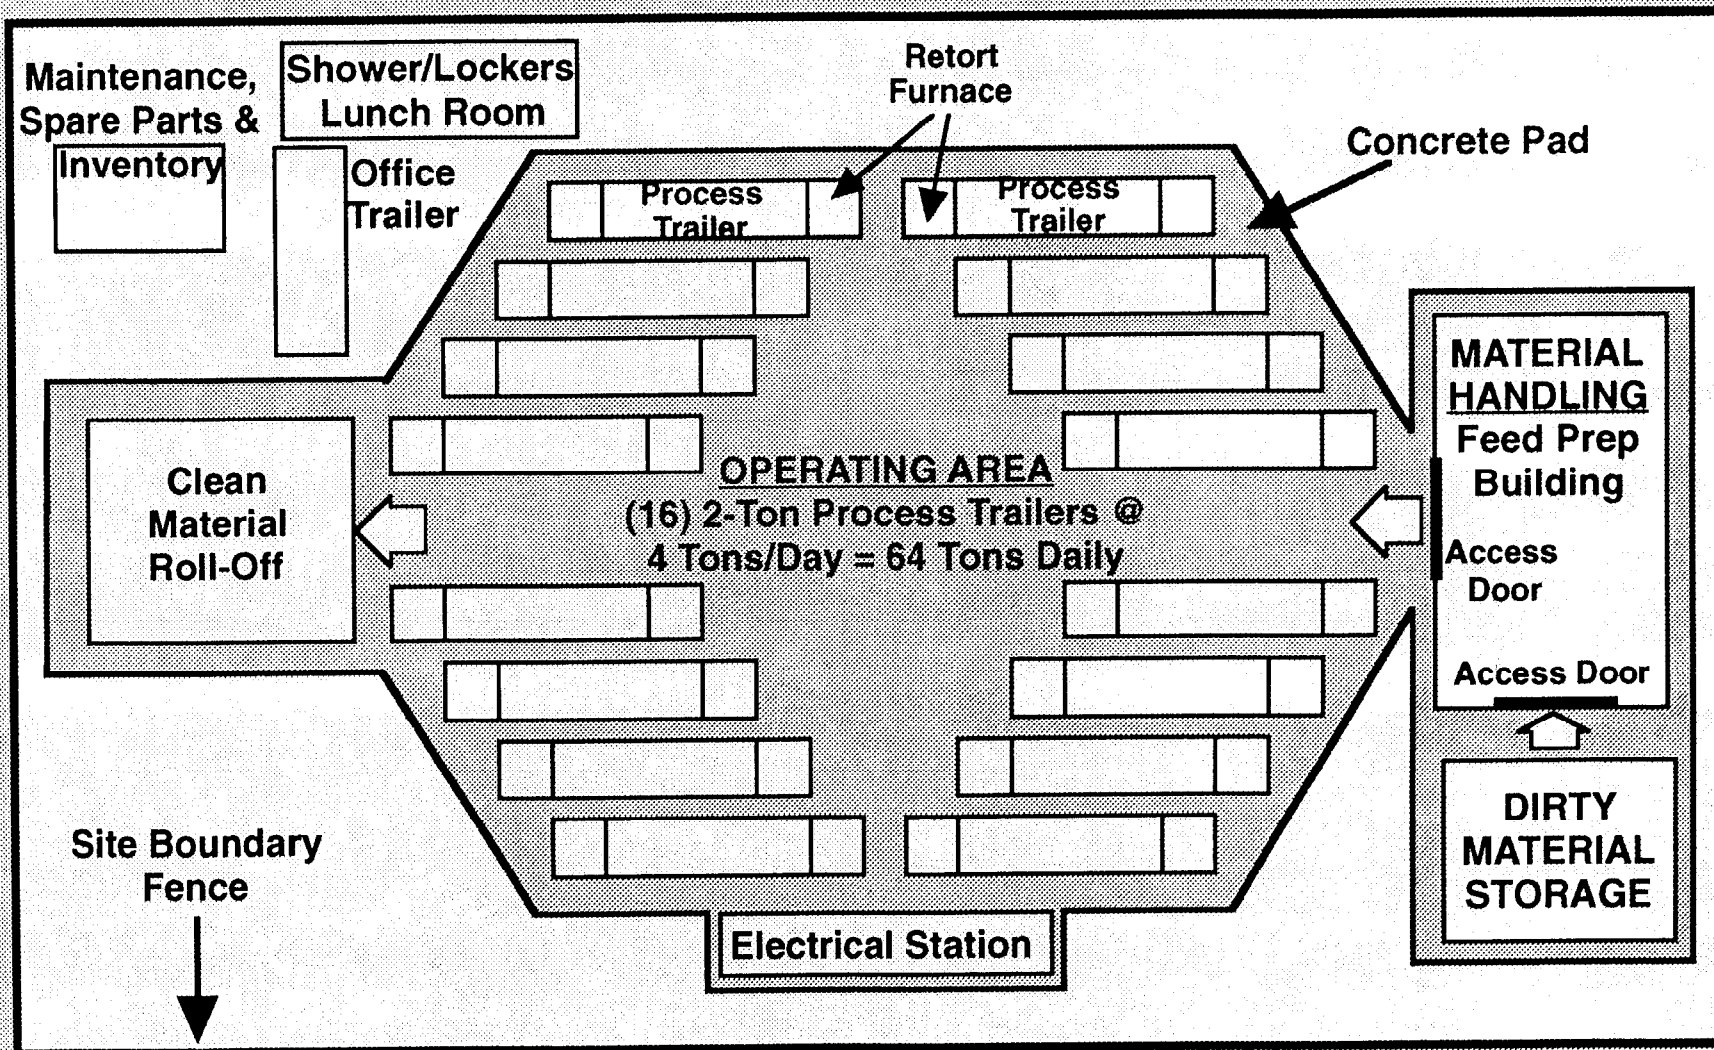 Maintenance,
Spare Parts &
Inventory
Shower/Lockers
Lunch Room
Office
Trailer
Retort
Furnace
Concrete Pad
Process
Trailer
Process
Trailer
MATERIAL
HANDLING
Feed Prep
Building
Access
Door
Access Door
Clean
Material
Roll-Off
OPERATING AREA
(16) 2-Ton Process Trailers @
4 Tons/Day = 64 Tons Daily
DIRTY
MATERIAL
STORAGE
Site Boundary
Fence
Electrical Station